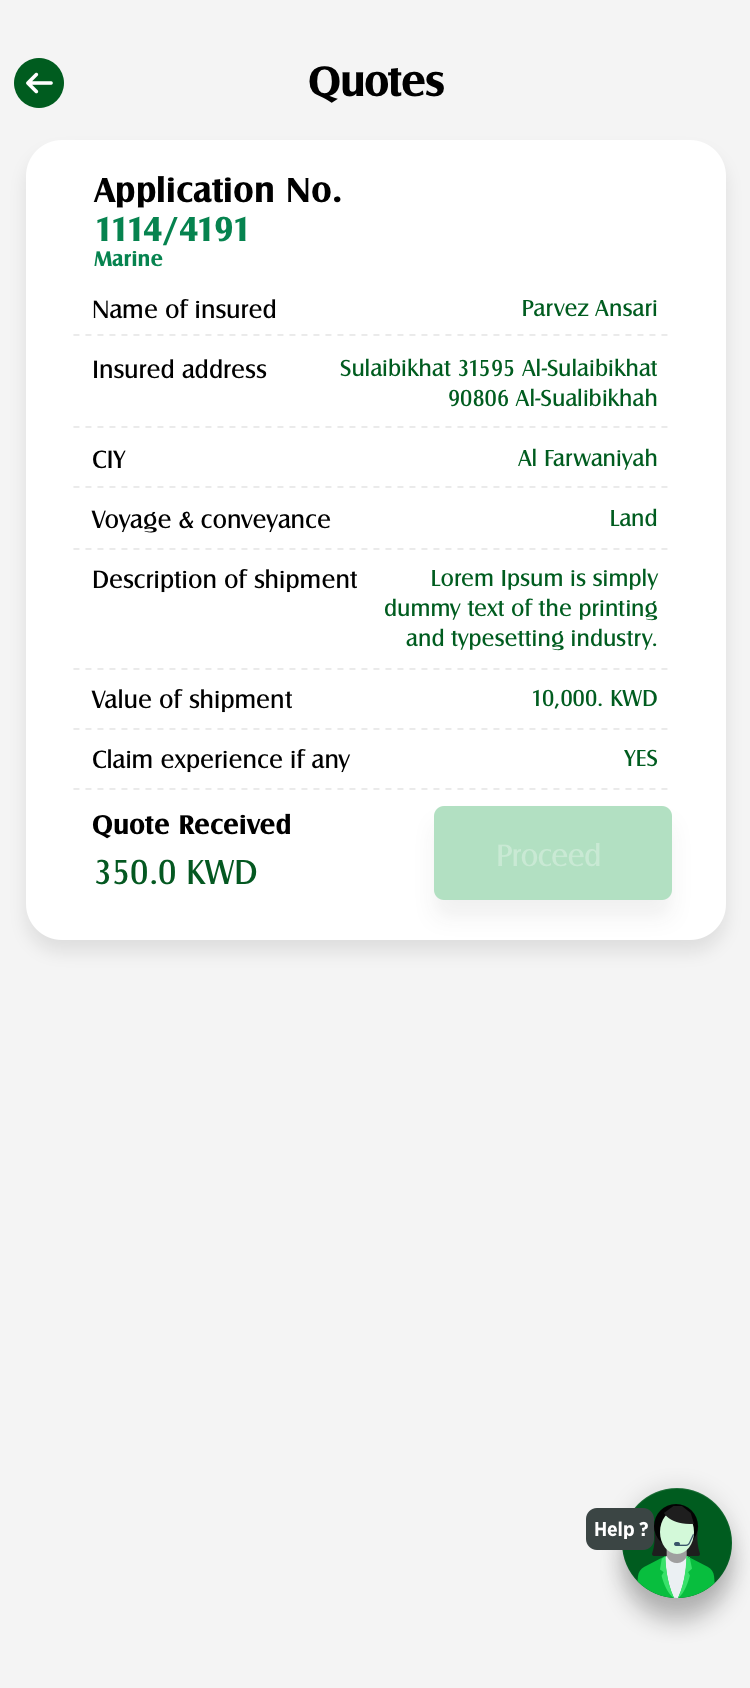 Quotes
Application No.
1114/4191
Marine
Name of insured
Parvez Ansari
Insured address
Sulaibikhat 31595 Al-Sulaibikhat
90806 Al-Sualibikhah
CIY
Al Farwaniyah
Voyage & conveyance
Land
Description of shipment
Lorem Ipsum is simply
dummy text of the printing
and typesetting industry.
Value of shipment
10,000. KWD
Claim experience if any
YES
Quote Received
350.0 KWD
Proceed
Help ?